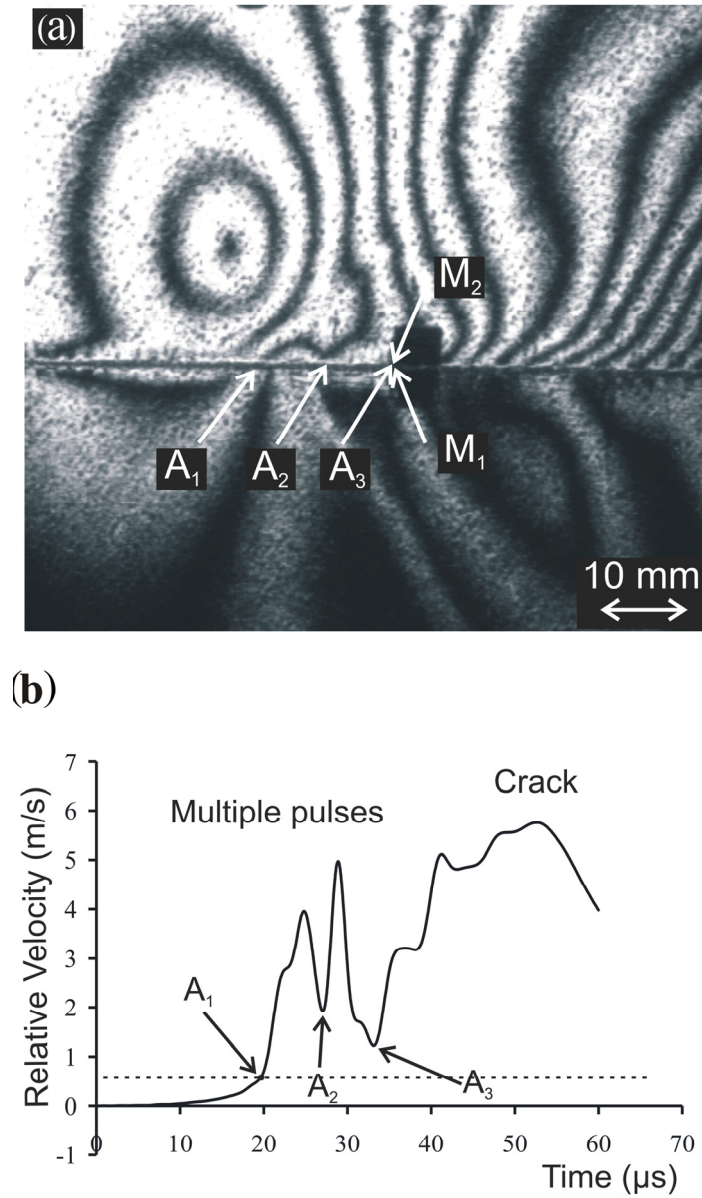 (a)
M₂
A₁ A₂ A₃ M₁
10 mm
(b)
7
Multiple pulses Crack
6
5
4
3
2
1
0
-1
A₁
A₂
A₃
Relative Velocity (m/s)
0 10 20 30 40 50 60 70
Time (µs)